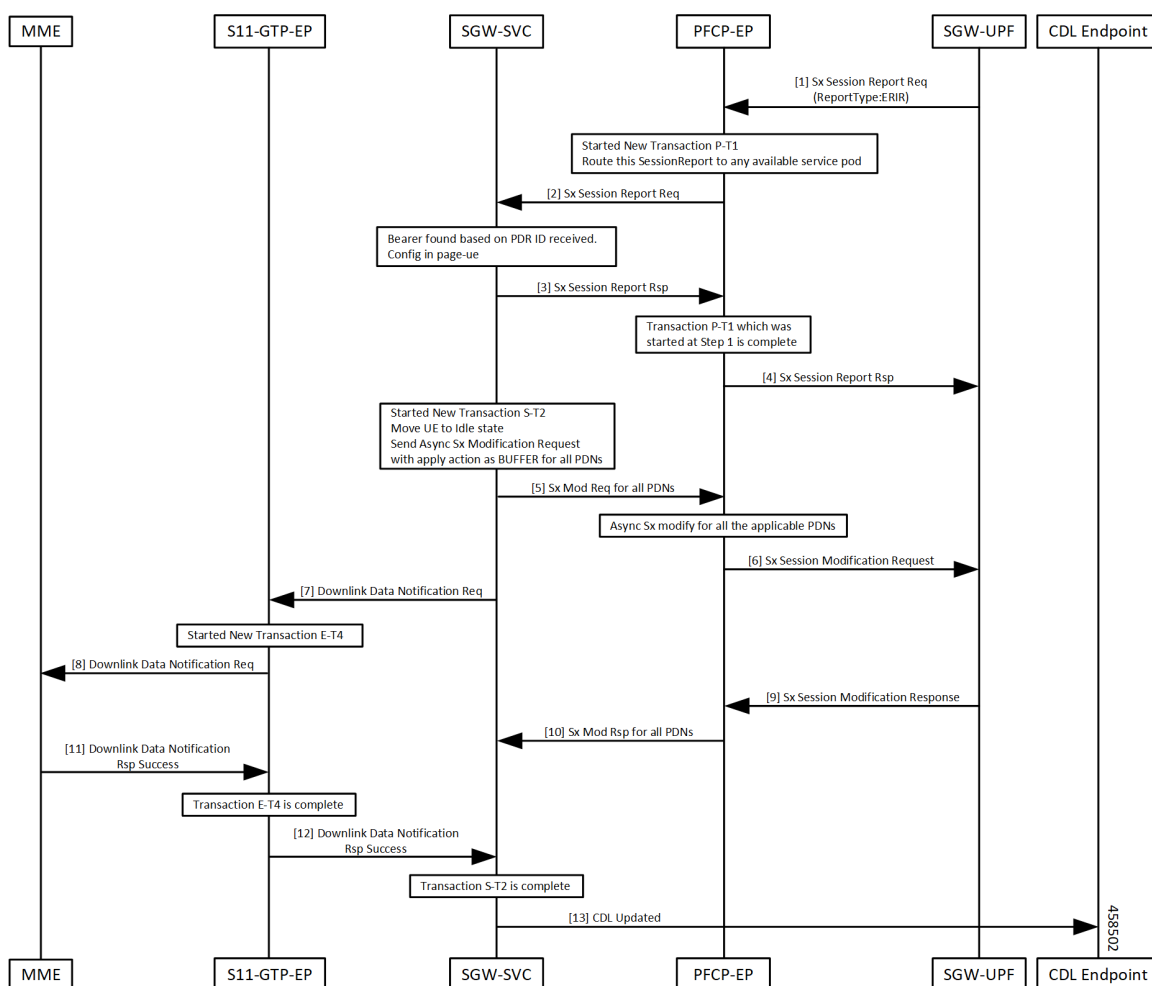 MME
S11-GTP-EP
SGW-SVC
PFCP-EP
SGW-UPF
CDL Endpoint
[1] Sx Session Report Req
(ReportType:ERIR)
Started New Transaction P-T1
Route this SessionReport to any available service pod
[2] Sx Session Report Req
Bearer found based on PDR ID received.
Config in page-ue
[3] Sx Session Report Rsp
Transaction P-T1 which was
started at Step 1 is complete
[4] Sx Session Report Rsp
Started New Transaction S-T2
Move UE to Idle state
Send Async Sx Modification Request
with apply action as BUFFER for all PDNs
[5] Sx Mod Req for all PDNs
Async Sx modify for all the applicable PDNs
[6] Sx Session Modification Request
[7] Downlink Data Notification Req
Started New Transaction E-T4
[8] Downlink Data Notification Req
[9] Sx Session Modification Response
[10] Sx Mod Rsp for all PDNs
[11] Downlink Data Notification
Rsp Success
Transaction E-T4 is complete
[12] Downlink Data Notification
Rsp Success
Transaction S-T2 is complete
[13] CDL Updated
458502
MME
S11-GTP-EP
SGW-SVC
PFCP-EP
SGW-UPF
CDL Endpoint